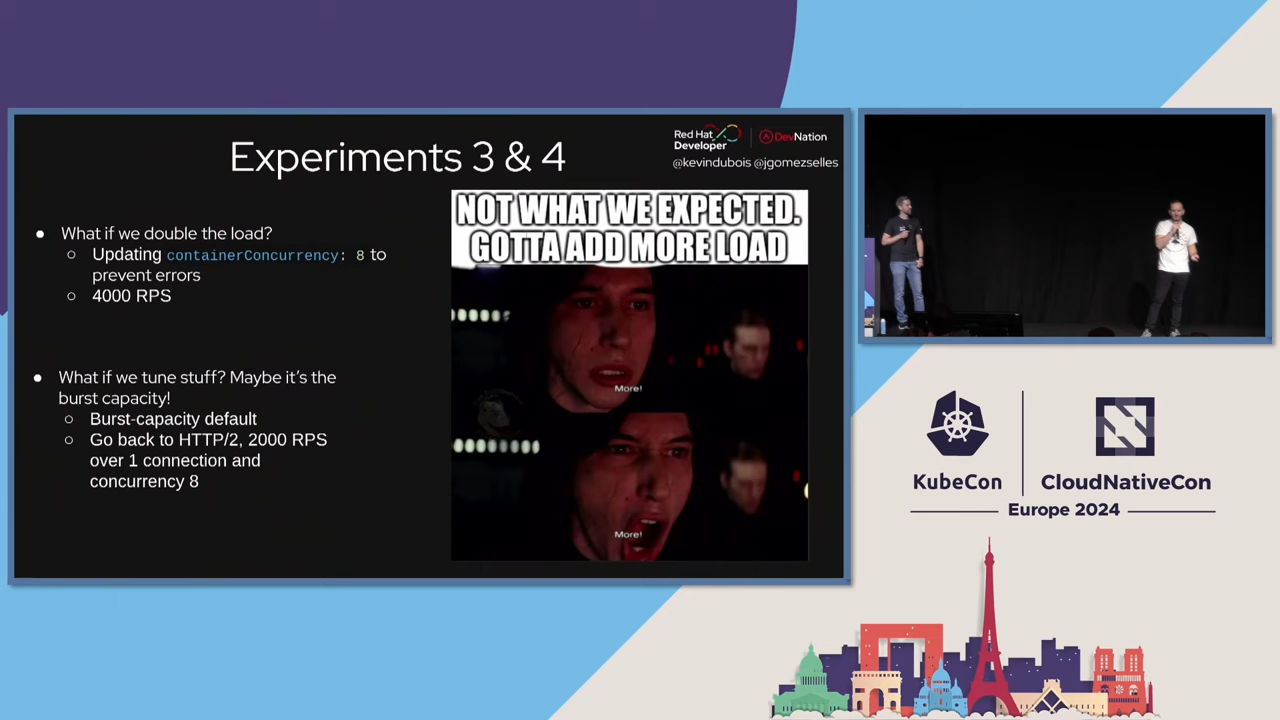 Experiments 3 & 4
Red Hat
Developer
DevNation
@kevindubois @jgomezselles
● What if we double the load?
○ Updating containerConcurrency: 8 to
prevent errors
○ 4000 RPS
● What if we tune stuff? Maybe it's the
burst capacity!
○ Burst-capacity default
○ Go back to HTTP/2, 2000 RPS
over 1 connection and
concurrency 8
NOT WHAT WE EXPECTED.
GOTTA ADD MORE LOAD
More!
More!
KubeCon
CloudNativeCon
Europe 2024